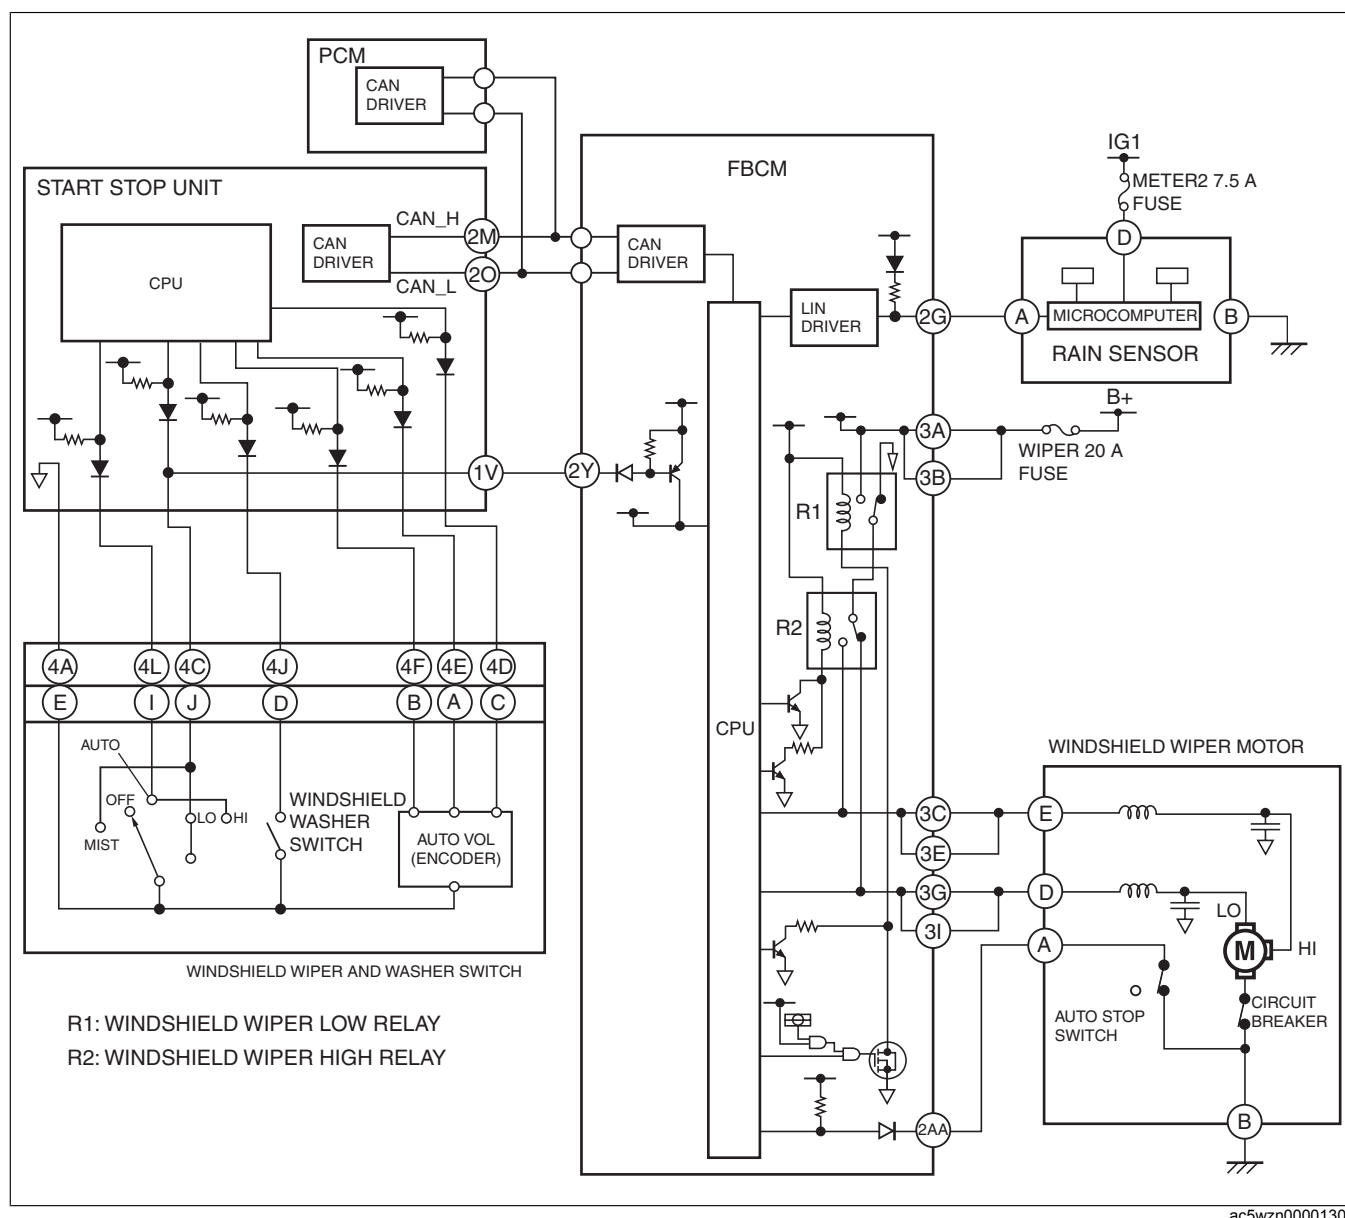 PCM
CAN
DRIVER
START STOP UNIT
CPU
CAN
DRIVER
CAN_H
2M
CAN_L
2O
1V
FBCM
CAN
DRIVER
LIN
DRIVER
2G
2Y
IG1
METER2 7.5 A
FUSE
D
A
MICROCOMPUTER
B
RAIN SENSOR
B+
3A
3B
WIPER 20 A
FUSE
R1
R2
CPU
3C
3E
3G
3I
2AA
4A
4L
4C
4J
4F
4E
4D
E
I
J
D
B
A
C
AUTO
OFF
MIST
LO
HI
WINDSHIELD
WASHER
SWITCH
AUTO VOL
(ENCODER)
WINDSHIELD WIPER AND WASHER SWITCH
WINDSHIELD WIPER MOTOR
E
D
A
LO
M
HI
AUTO STOP
SWITCH
CIRCUIT
BREAKER
B
R1: WINDSHIELD WIPER LOW RELAY
R2: WINDSHIELD WIPER HIGH RELAY
ac5wzn0000130